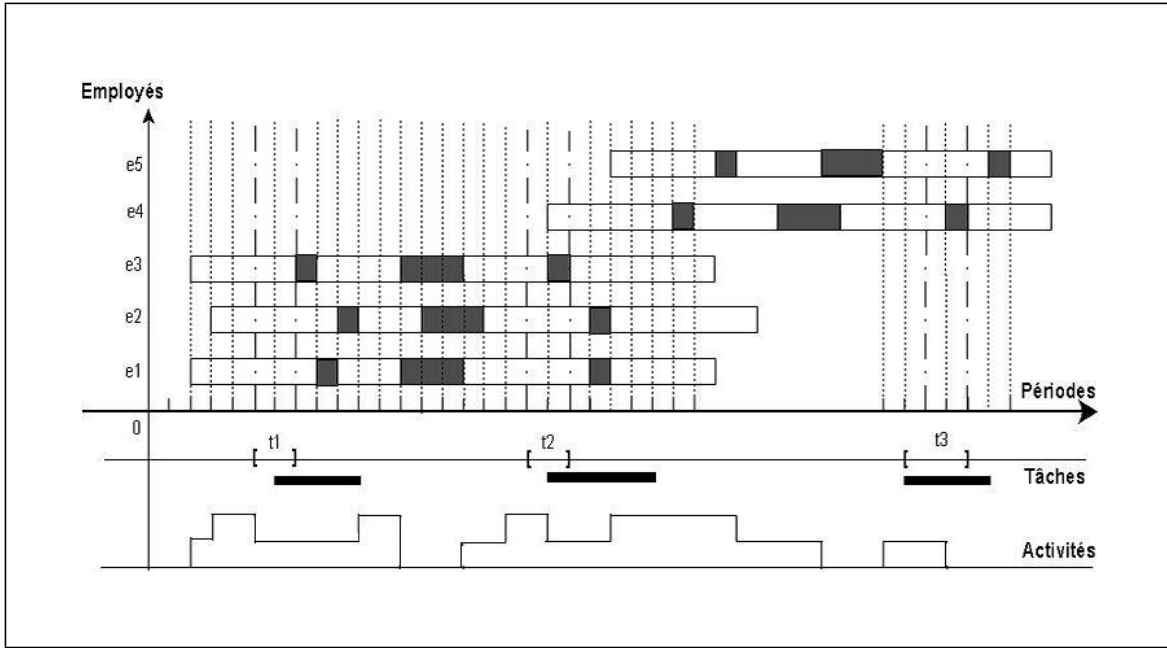 Employés
e5
e4
e3
e2
e1
Périodes
0
t1 t2 t3
Tâches
Activités